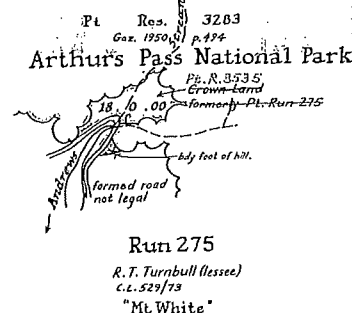 Pt Res. 3283
Gaz. 1950, p.494
Arthurs Pass National Park
Pt. R. 3535
Crown Land
formerly Pt. Run 275
18. 0 .00
bdy foot of hill.
formed road
not legal
Andrews
Run 275
R. T. Turnbull (lessee)
C.L. 529/73
"Mt White"